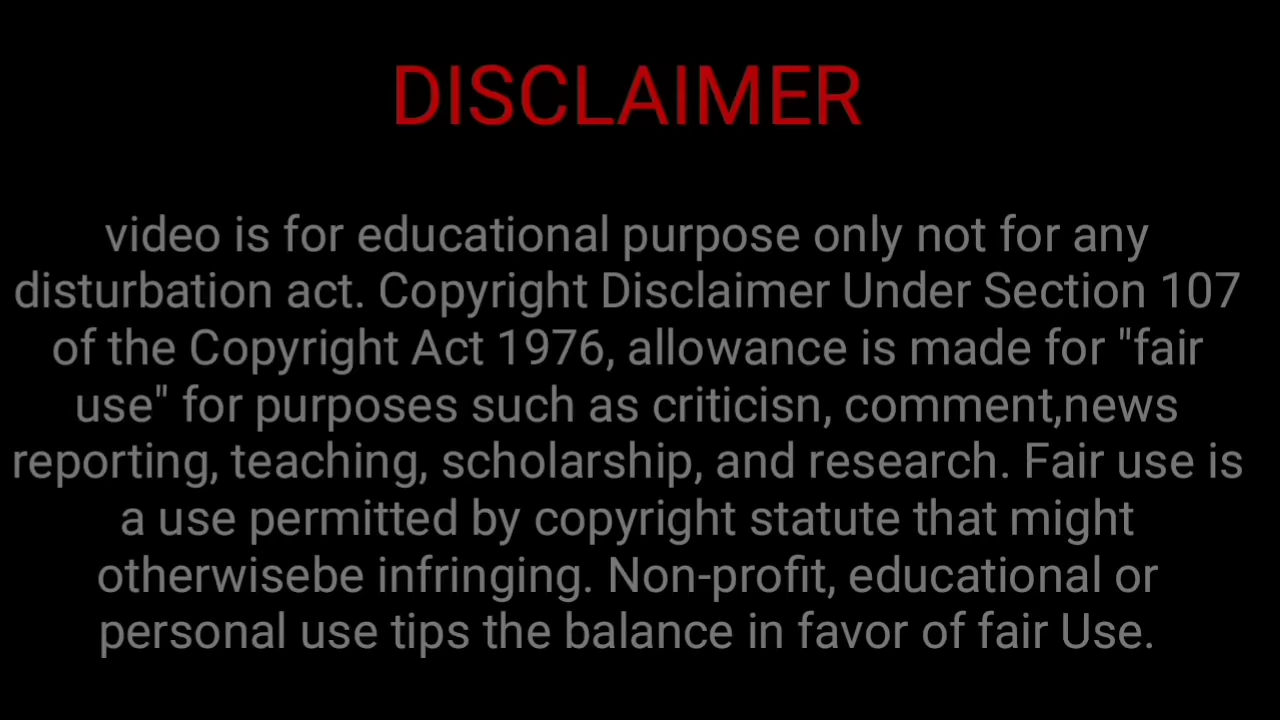 DISCLAIMER
video is for educational purpose only not for any
disturbation act. Copyright Disclaimer Under Section 107
of the Copyright Act 1976, allowance is made for "fair
use" for purposes such as criticisn, comment,news
reporting, teaching, scholarship, and research. Fair use is
a use permitted by copyright statute that might
otherwisebe infringing. Non-profit, educational or
personal use tips the balance in favor of fair Use.